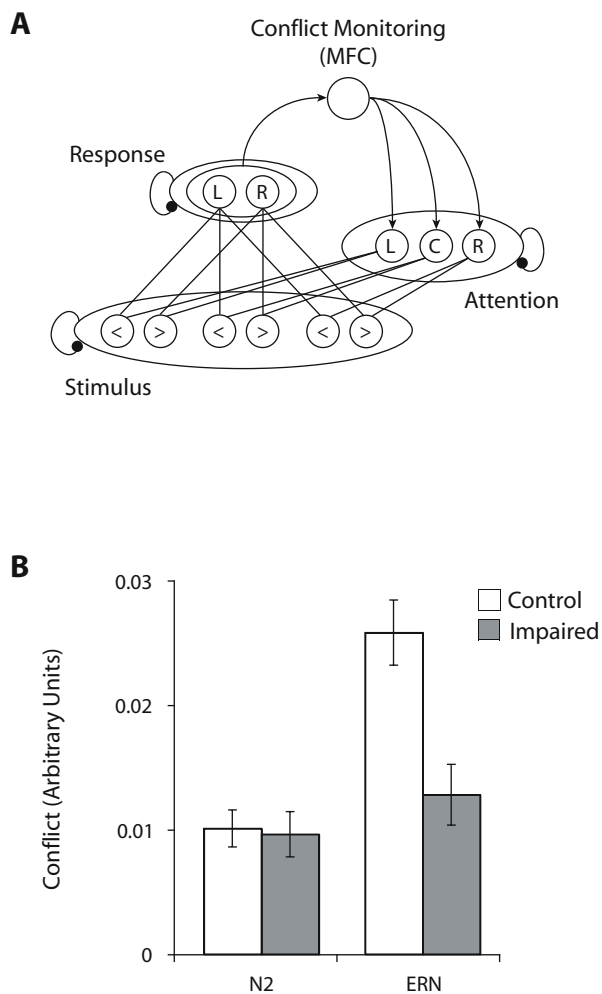 A
Conflict Monitoring
(MFC)
Response
L R
L C R
Attention
< > < > < >
Stimulus
B
0.03
0.02
0.01
0
Conflict (Arbitrary Units)
Control
Impaired
N2 ERN